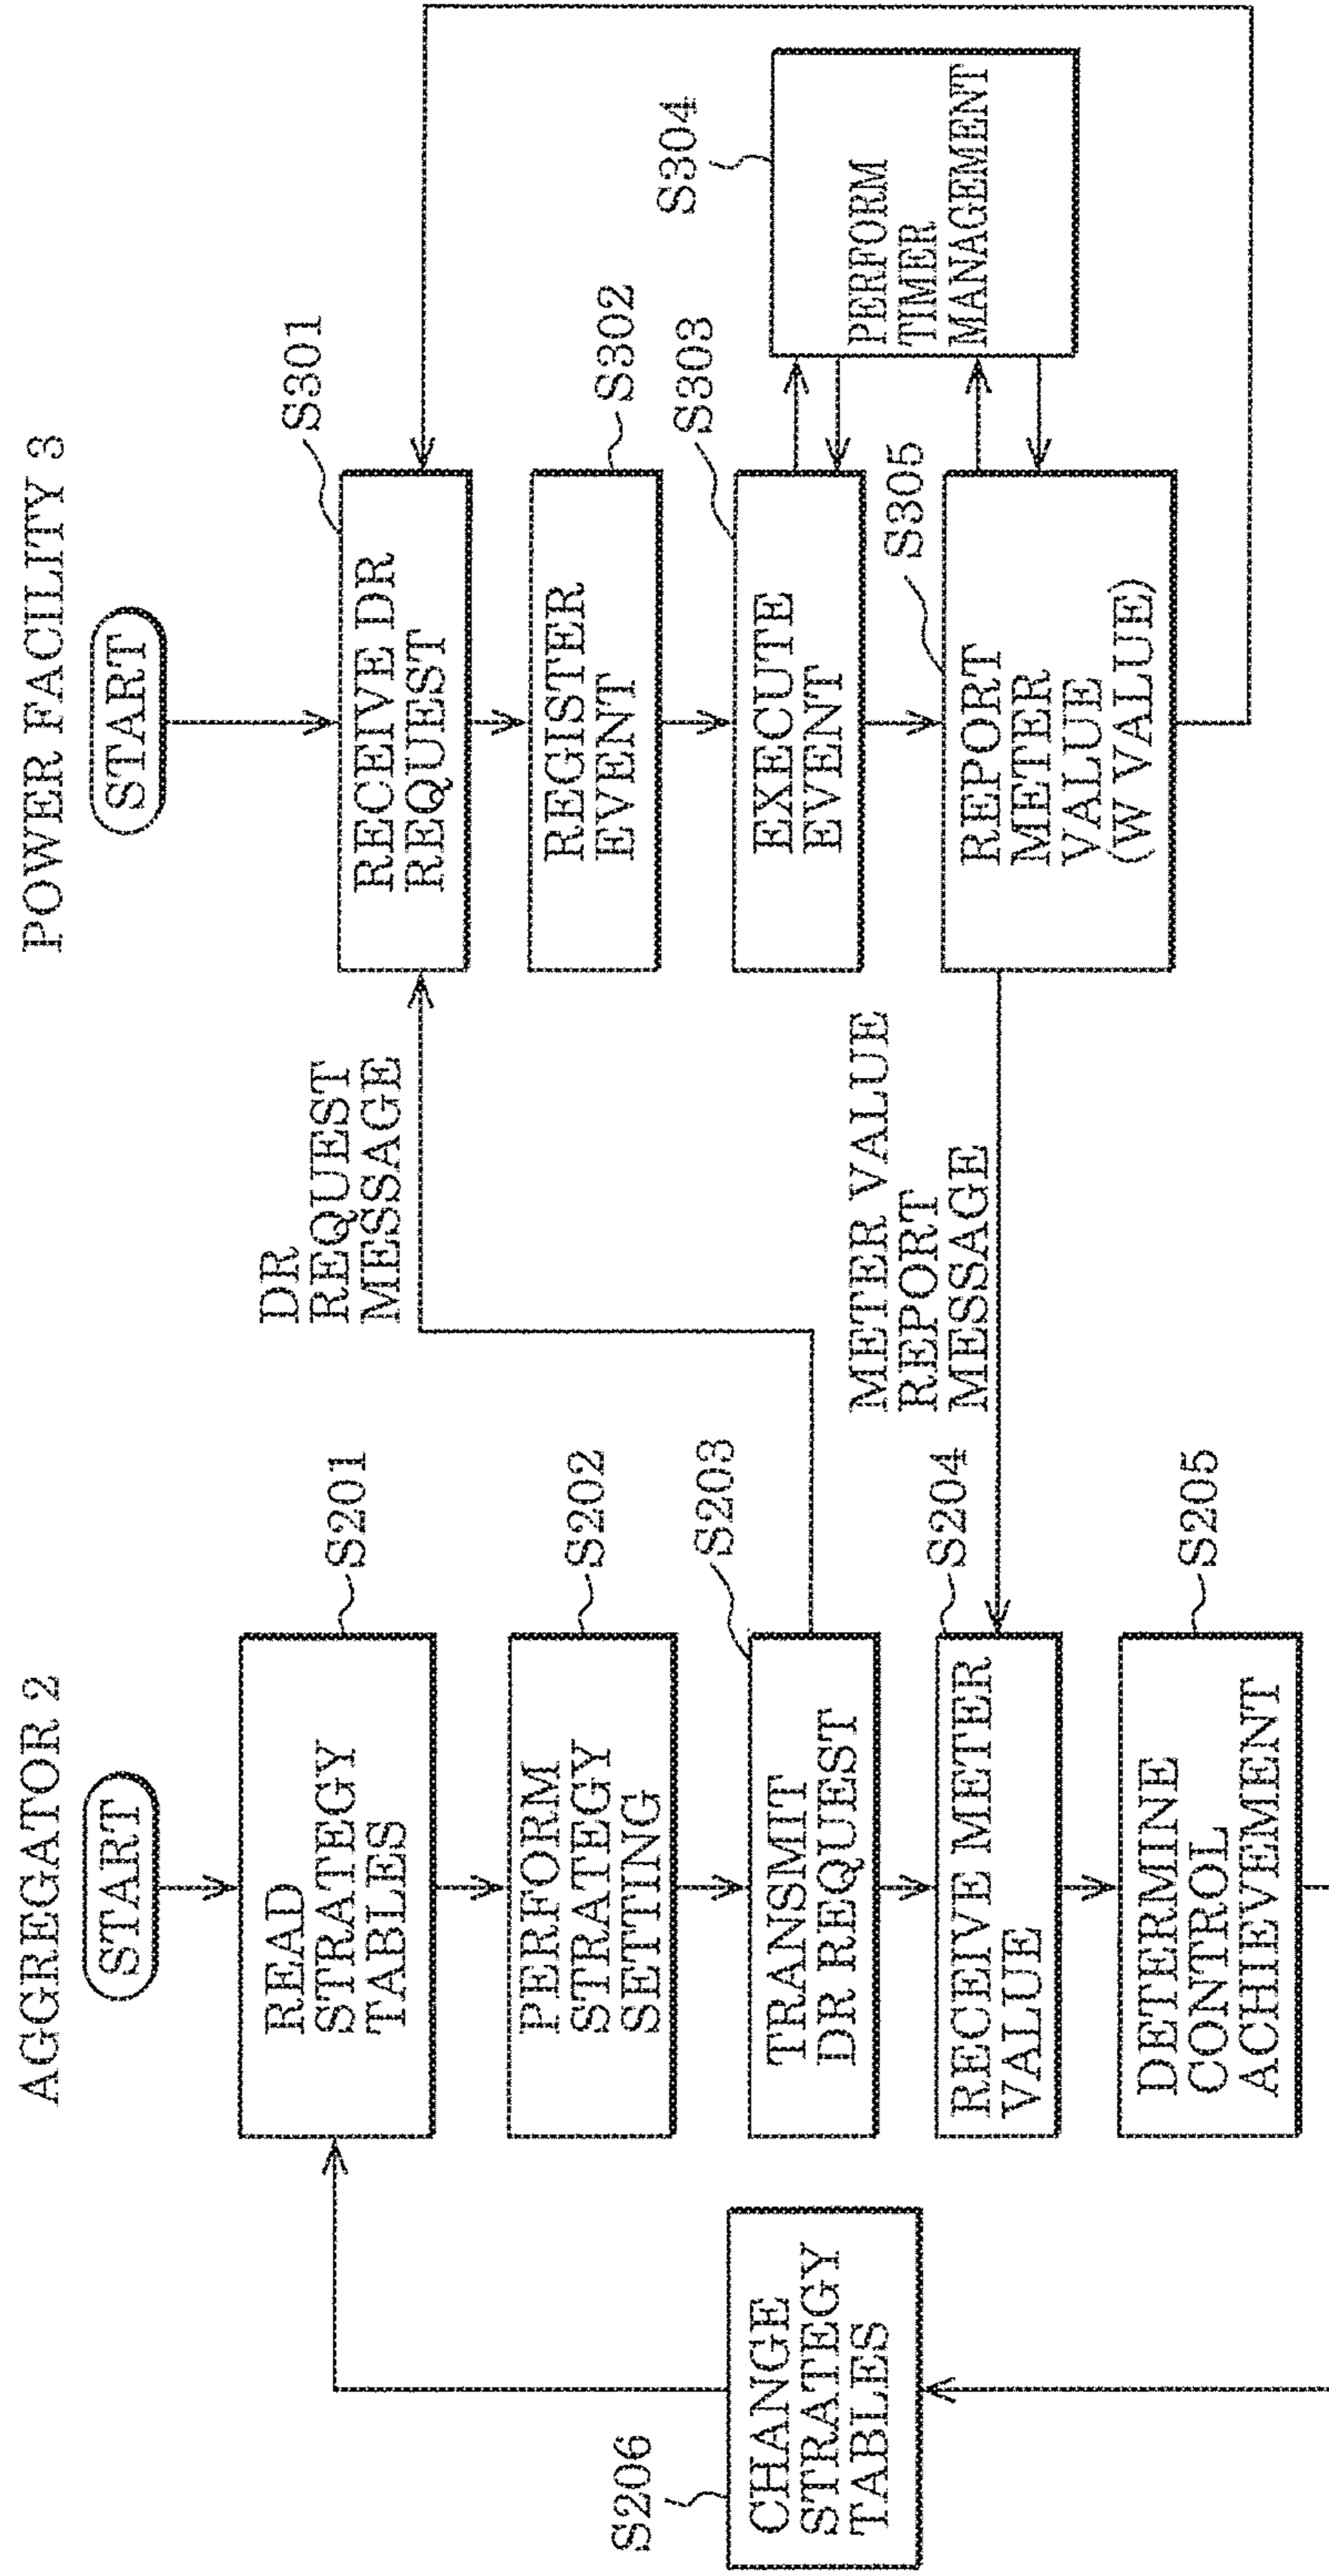 AGGREGATOR 2
START
READ
STRATEGY
TABLES
S201
PERFORM
STRATEGY
SETTING
S202
TRANSMIT
DR REQUEST
S203
RECEIVE METER
VALUE
S204
DETERMINE
CONTROL
ACHIEVEMENT
S205
S206
CHANGE
STRATEGY
TABLES
DR
REQUEST
MESSAGE
METER VALUE
REPORT
MESSAGE
POWER FACILITY 3
START
RECEIVE DR
REQUEST
S301
REGISTER
EVENT
S302
EXECUTE
EVENT
S303
PERFORM
TIMER
MANAGEMENT
S304
REPORT
METER
VALUE
(W VALUE)
S305